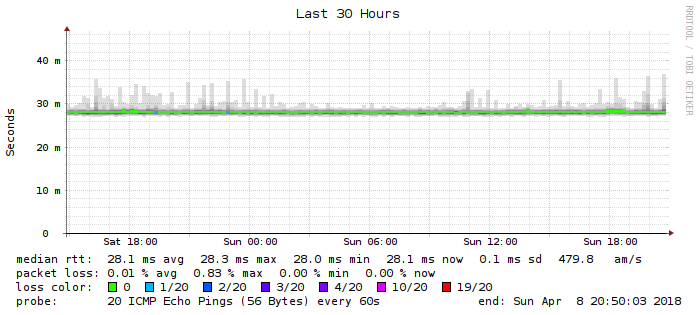 Last 30 Hours
RRDTOOL / TOBI OETIKER
Seconds
40 m
30 m
20 m
10 m
0
Sat 18:00 Sun 00:00 Sun 06:00 Sun 12:00 Sun 18:00
median rtt: 28.1 ms avg 28.3 ms max 28.0 ms min 28.1 ms now 0.1 ms sd 479.8 am/s
packet loss: 0.01 % avg 0.83 % max 0.00 % min 0.00 % now
loss color: 0 1/20 2/20 3/20 4/20 10/20 19/20
probe: 20 ICMP Echo Pings (56 Bytes) every 60s end: Sun Apr 8 20:50:03 2018